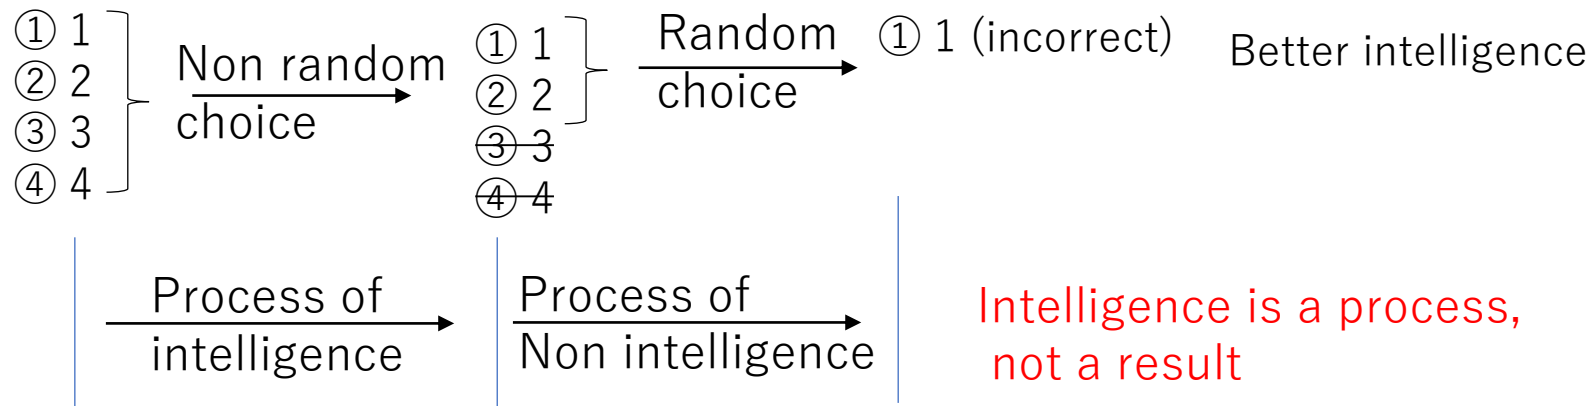 ① 1
② 2
③ 3
④ 4
Non random
choice
① 1
② 2
③ 3
④ 4
Random
choice
① 1 (incorrect)
Better intelligence
Process of
intelligence
Process of
Non intelligence
Intelligence is a process,
not a result